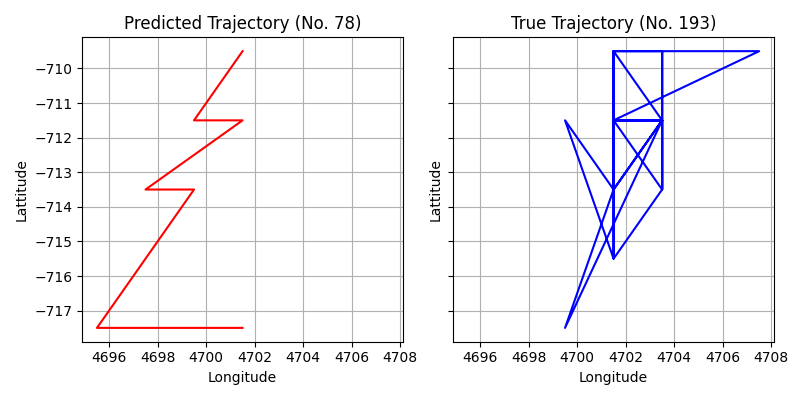 Predicted Trajectory (No. 78)
True Trajectory (No. 193)
−710
−711
−712
−713
−714
−715
−716
−717
Lattitude
Lattitude
4696 4698 4700 4702 4704 4706 4708
4696 4698 4700 4702 4704 4706 4708
Longitude
Longitude